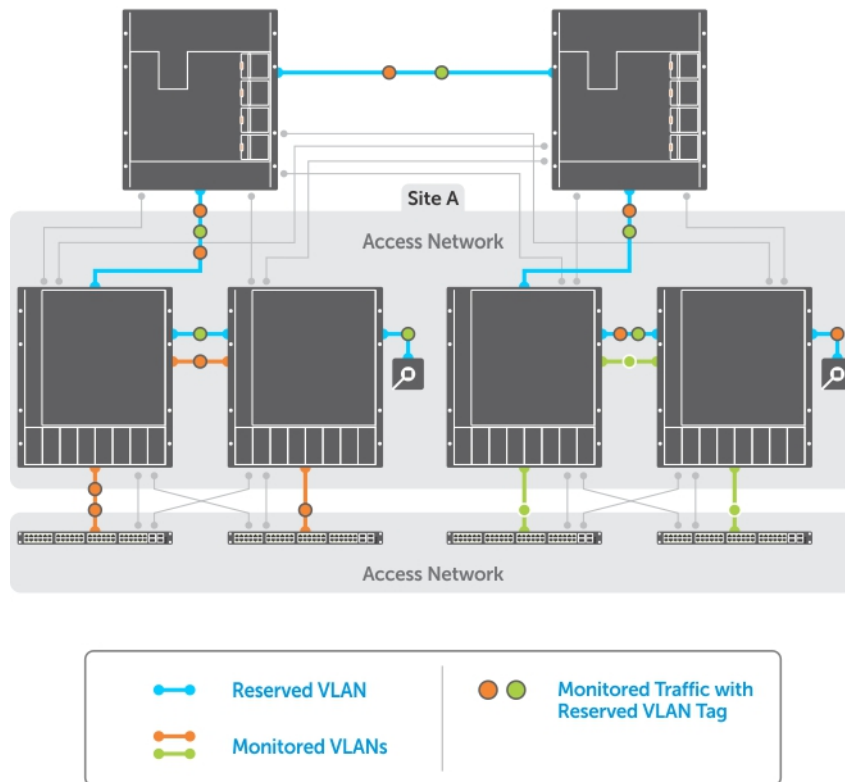 Site A
Access Network
Access Network
Reserved VLAN
Monitored VLANs
Monitored Traffic with
Reserved VLAN Tag